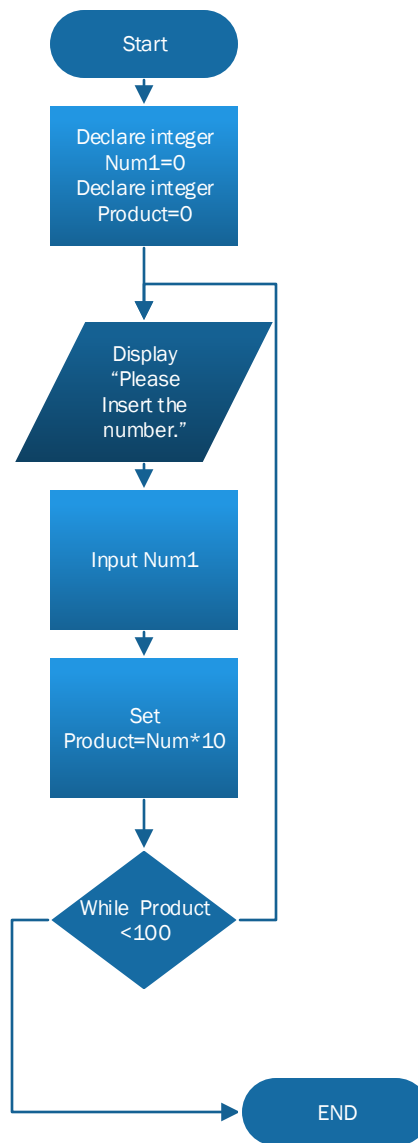 Start
Declare integer
Num1=0
Declare integer
Product=0
Display
“Please
Insert the
number.”
Input Num1
Set
Product=Num*10
While Product
<100
END